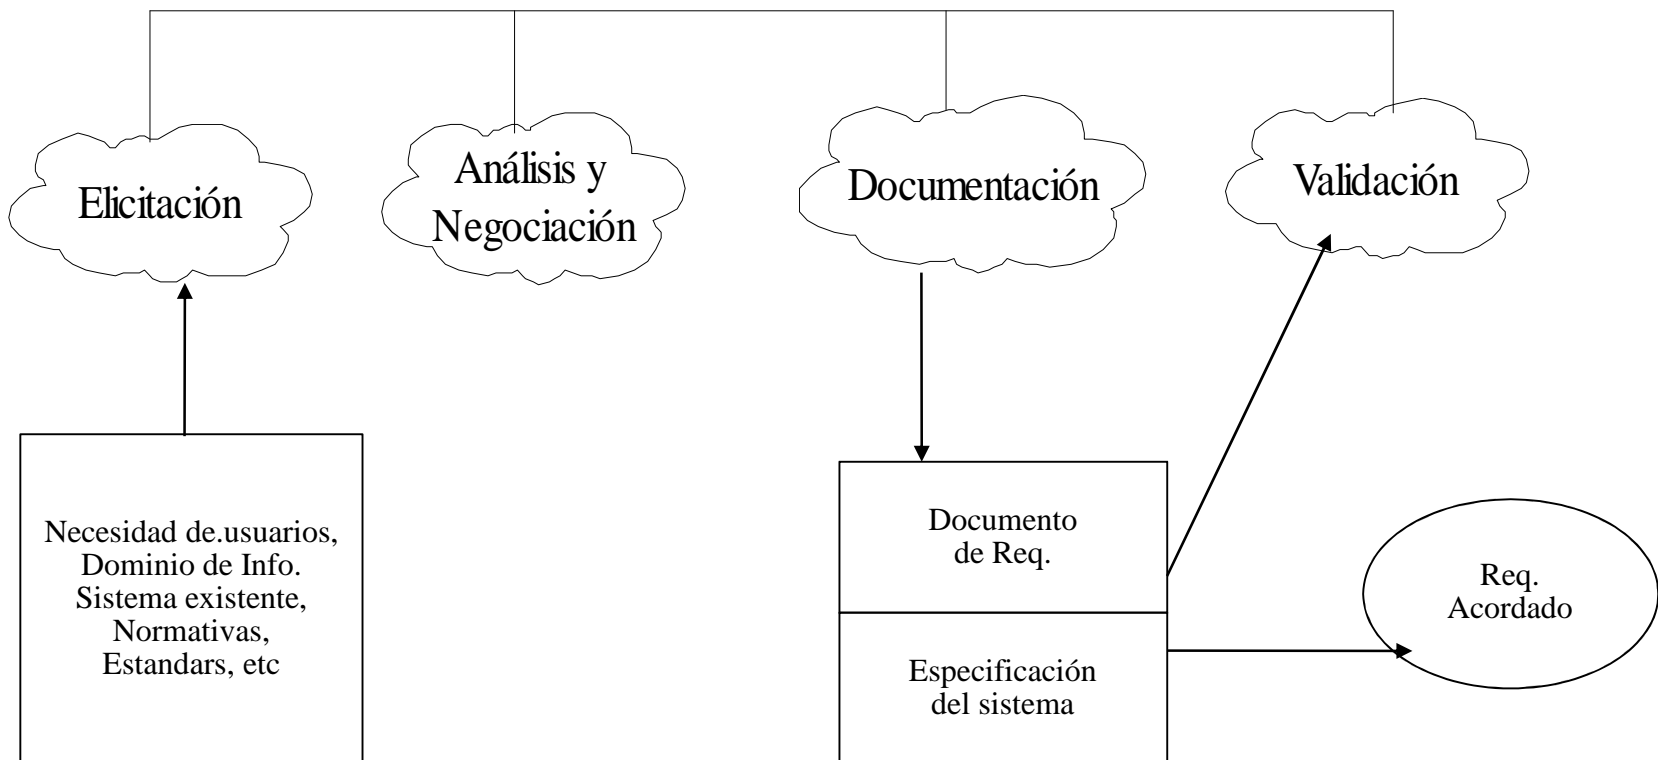 Elicitación
Análisis y
Negociación
Documentación
Validación
Necesidad de.usuarios,
Dominio de Info.
Sistema existente,
Normativas,
Estandars, etc
Documento
de Req.
Especificación
del sistema
Req.
Acordado